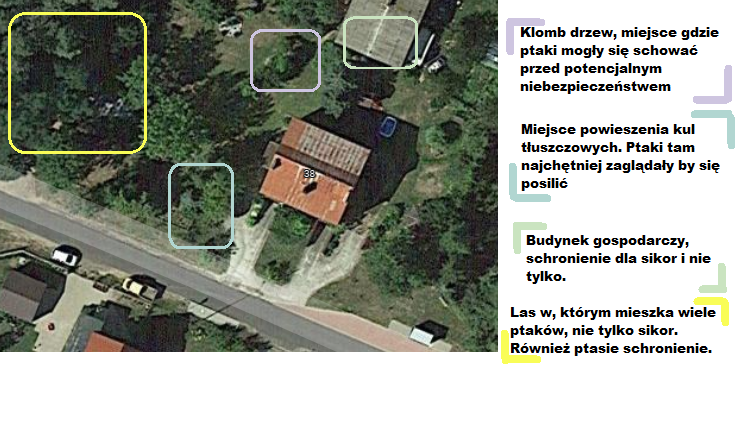 Klomb drzew, miejsce gdzie
ptaki mogły się schować
przed potencjalnym
niebezpieczeństwem
Miejsce powieszenia kul
tłuszczowych. Ptaki tam
najchętniej zaglądały by się
posilić
38
Budynek gospodarczy,
schronienie dla sikor i nie
tylko.
Las w, którym mieszka wiele
ptaków, nie tylko sikor.
Również ptasie schronienie.